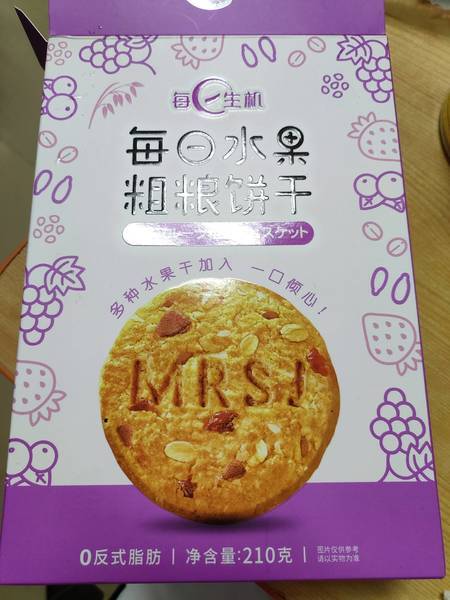 每一生机
每日水果
粗粮饼干
スケット
多种水果干加入 一口倾心!
MRSJ
0反式脂肪 | 净含量:210克 |
图片仅供参考
请以实物为准